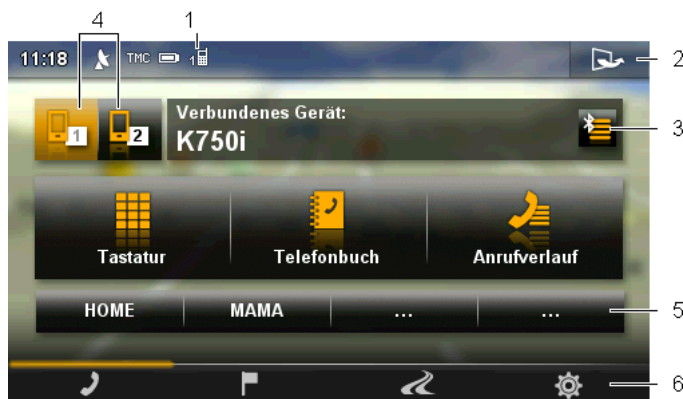 4 1
11:18 TMC 1 2
1 2 Verbundenes Gerät: 3
K750i
Tastatur Telefonbuch Anrufverlauf
HOME MAMA ... ... 5
6